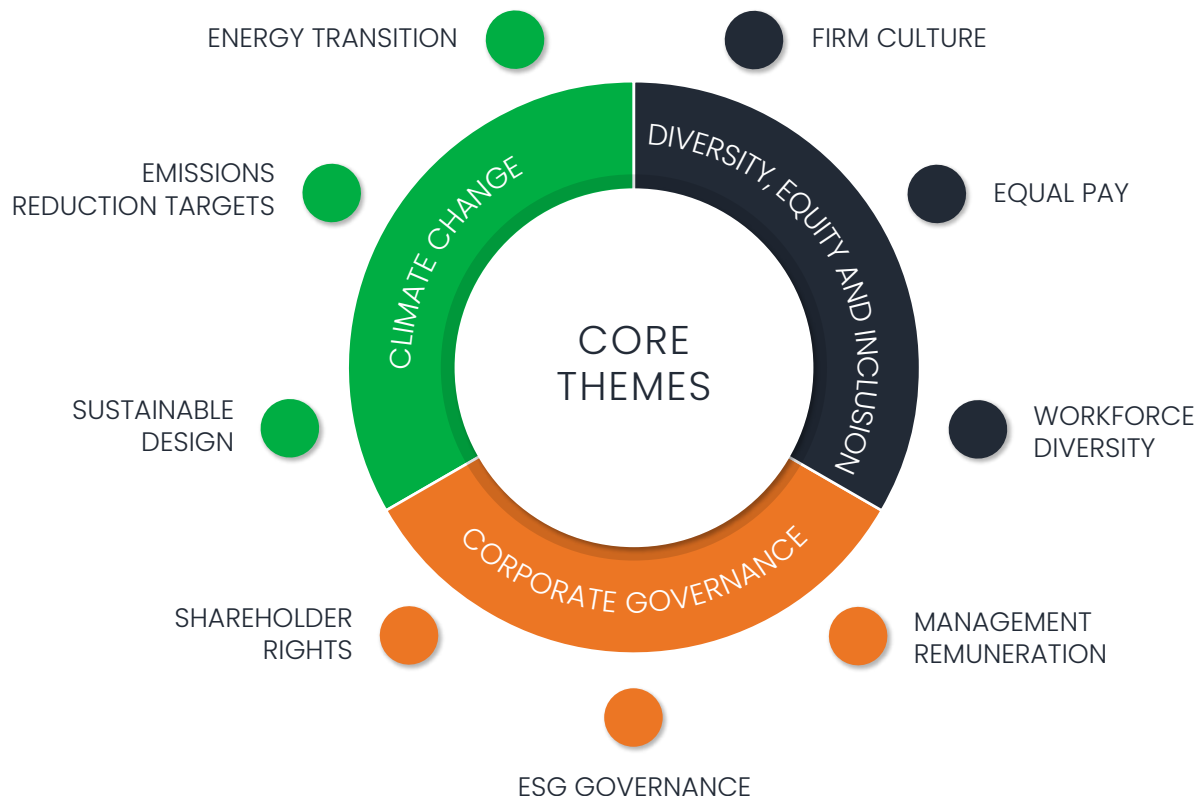 ENERGY TRANSITION
FIRM CULTURE
EMISSIONS
REDUCTION TARGETS
EQUAL PAY
CLIMATE CHANGE
DIVERSITY, EQUITY AND INCLUSION
CORE
THEMES
SUSTAINABLE
DESIGN
WORKFORCE
DIVERSITY
CORPORATE GOVERNANCE
SHAREHOLDER
RIGHTS
MANAGEMENT
REMUNERATION
ESG GOVERNANCE